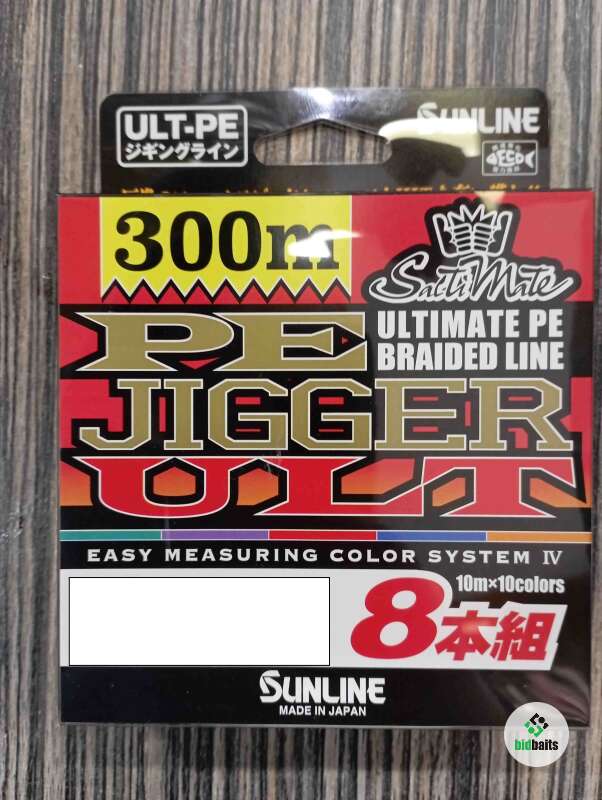 ULT-PE
ジギングライン
SUNLINE
ECO
300m
SaltiMate
PE
ULTIMATE PE
BRAIDED LINE
JIGGER
ULT
EASY MEASURING COLOR SYSTEM IV
10m×10colors
8本組
SUNLINE
MADE IN JAPAN
bidbaits